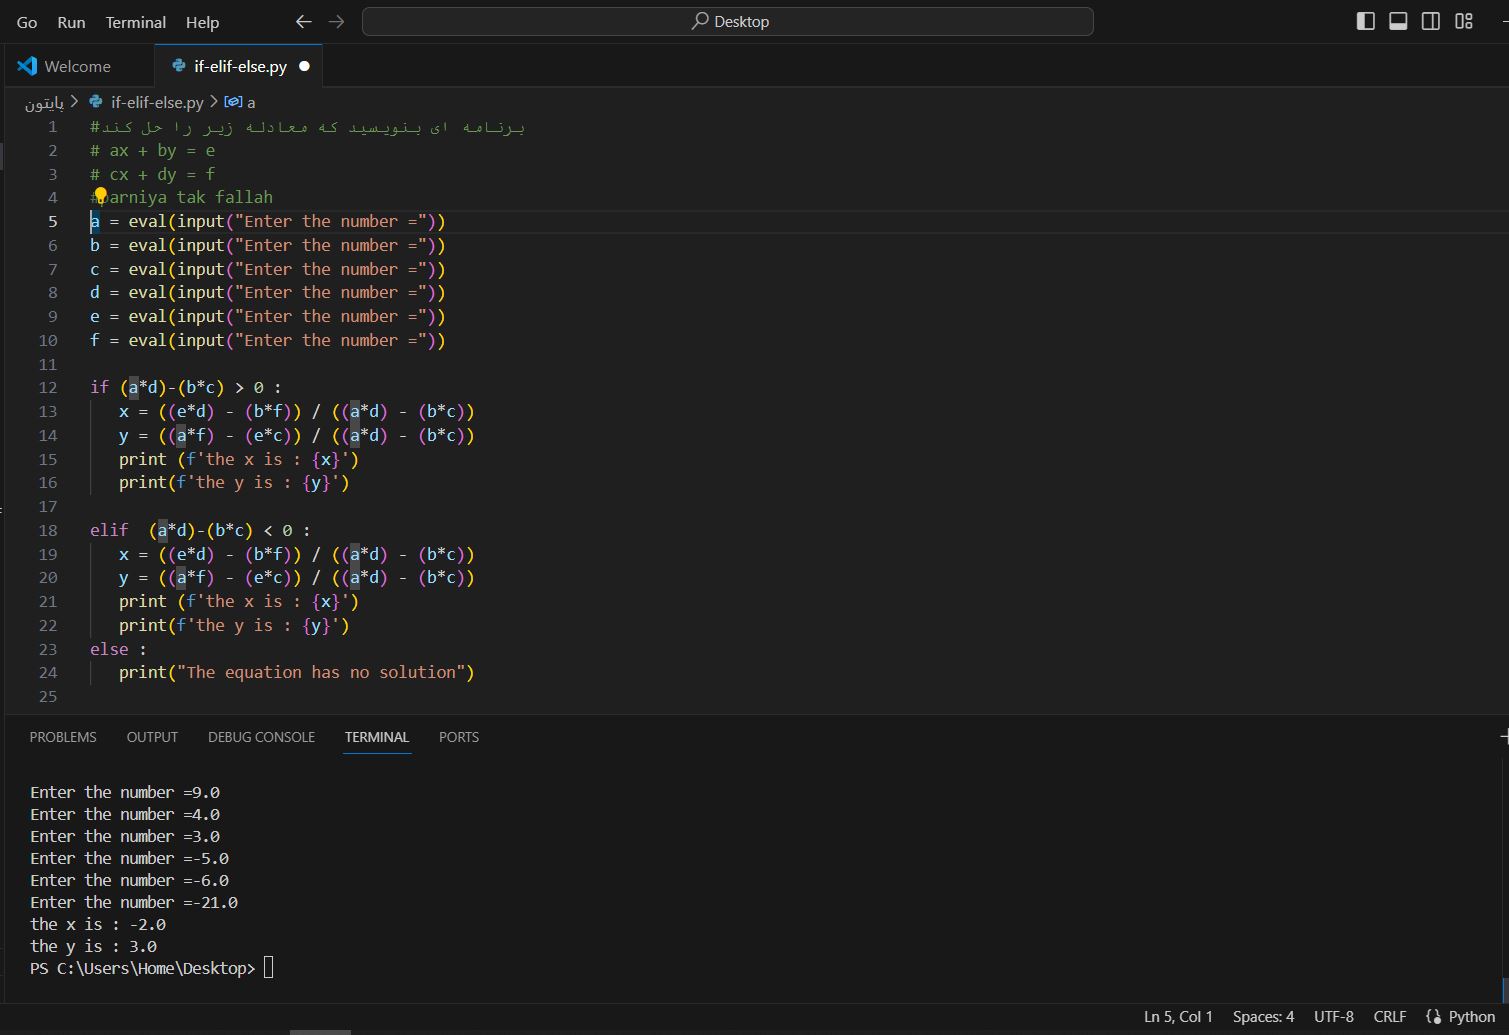 Go Run Terminal Help Desktop
Welcome if-elif-else.py
پایتون if-elif-else.py a
1 #برنامه ای بنویسید که معادله زیر را حل کند
2 # ax + by = e
3 # cx + dy = f
4 #parniya tak fallah
5 a = eval(input("Enter the number ="))
6 b = eval(input("Enter the number ="))
7 c = eval(input("Enter the number ="))
8 d = eval(input("Enter the number ="))
9 e = eval(input("Enter the number ="))
10 f = eval(input("Enter the number ="))
11
12 if (a*d)-(b*c) > 0 :
13 x = ((e*d) - (b*f)) / ((a*d) - (b*c))
14 y = ((a*f) - (e*c)) / ((a*d) - (b*c))
15 print (f'the x is : {x}')
16 print(f'the y is : {y}')
17
18 elif  (a*d)-(b*c) < 0 :
19 x = ((e*d) - (b*f)) / ((a*d) - (b*c))
20 y = ((a*f) - (e*c)) / ((a*d) - (b*c))
21 print (f'the x is : {x}')
22 print(f'the y is : {y}')
23 else :
24 print("The equation has no solution")
25
PROBLEMS OUTPUT DEBUG CONSOLE TERMINAL PORTS
Enter the number =9.0
Enter the number =4.0
Enter the number =3.0
Enter the number =-5.0
Enter the number =-6.0
Enter the number =-21.0
the x is : -2.0
the y is : 3.0
PS C:\Users\Home\Desktop>
Ln 5, Col 1 Spaces: 4 UTF-8 CRLF Python